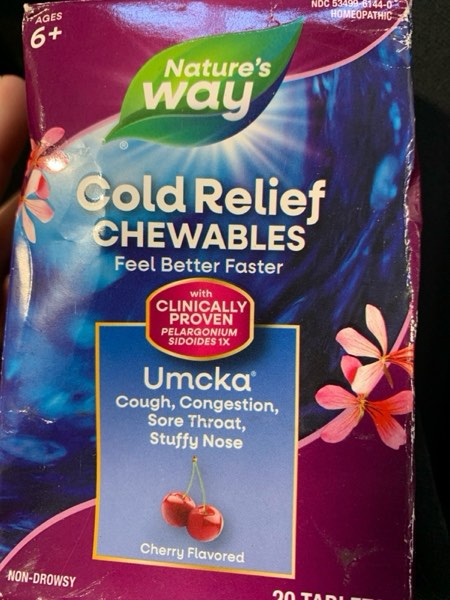 AGES
6+
NDC 53499-6144-0
HOMEOPATHIC
Nature's
way
®
Cold Relief
CHEWABLES
Feel Better Faster
with
CLINICALLY
PROVEN
PELARGONIUM
SIDOIDES 1X
Umcka®
Cough, Congestion,
Sore Throat,
Stuffy Nose
Cherry Flavored
NON-DROWSY
20